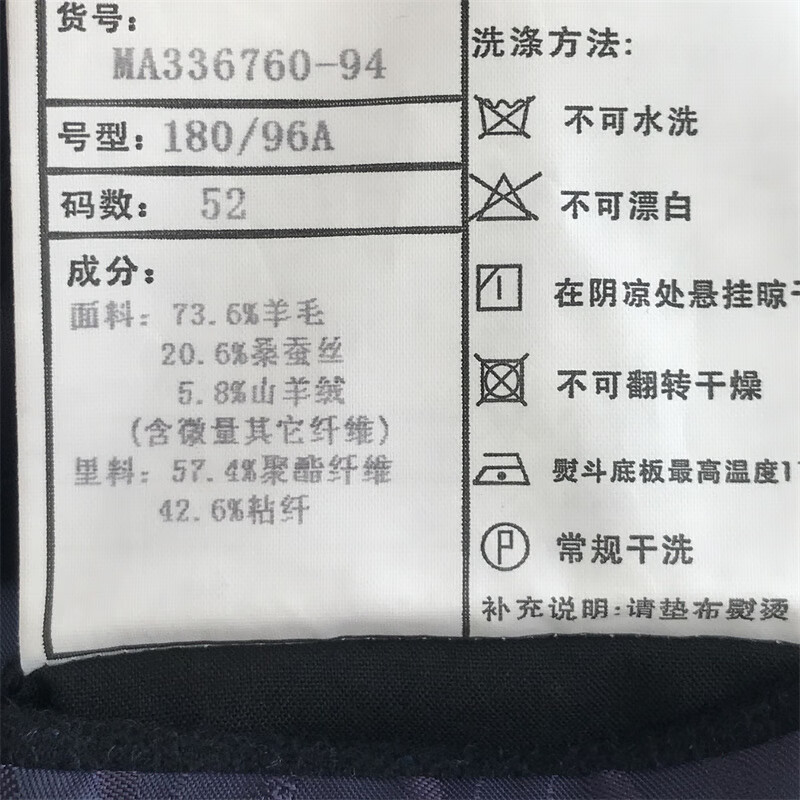 货号:
MA336760-94
号型: 180/96A
码数: 52
成分:
面料: 73.6%羊毛
20.6%桑蚕丝
5.8%山羊绒
(含微量其它纤维)
里料: 57.4%聚酯纤维
42.6%粘纤
洗涤方法:
不可水洗
不可漂白
在阴凉处悬挂晾干
不可翻转干燥
熨斗底板最高温度1
P
常规干洗
补充说明:请垫布熨烫